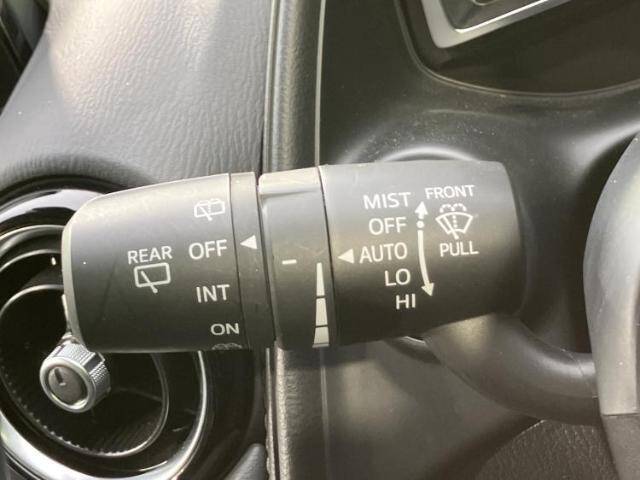 REAR
OFF
INT
ON
MIST
OFF
AUTO
LO
HI
FRONT
PULL